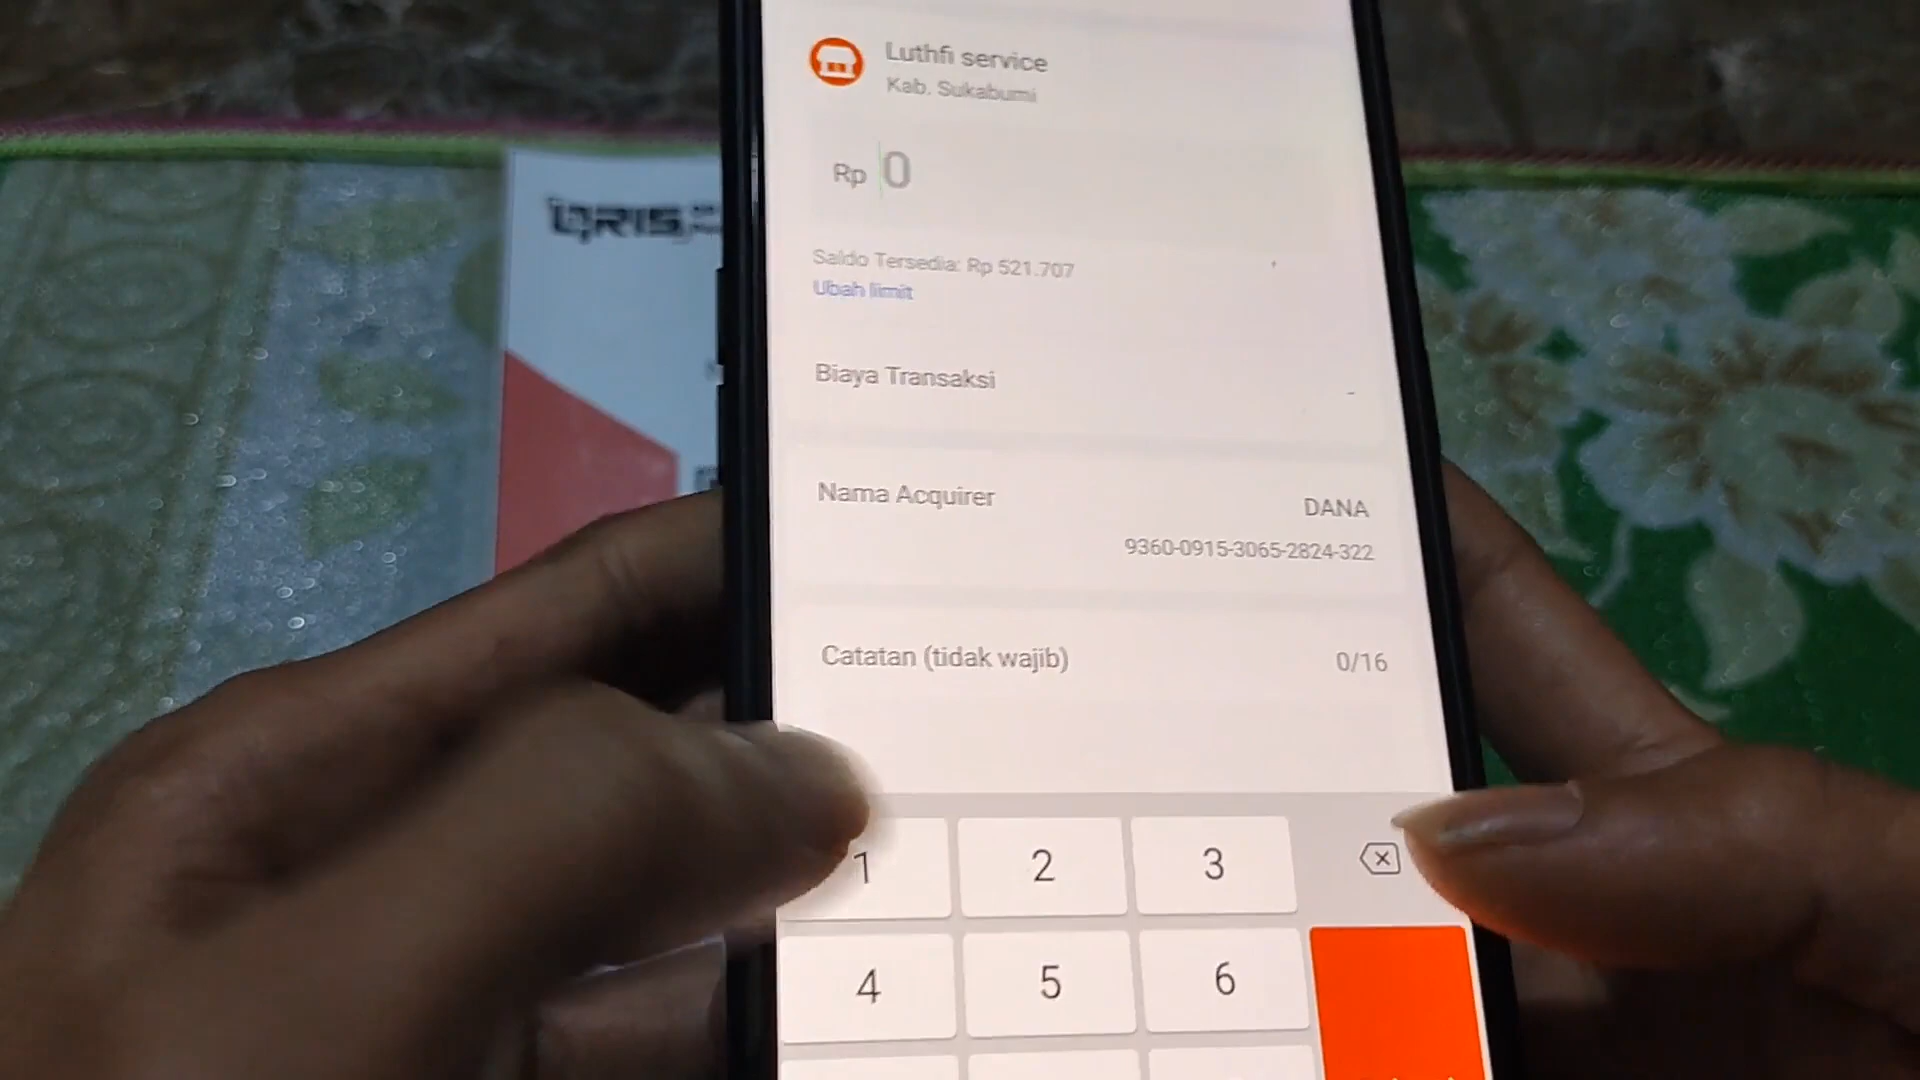 Luthfi service
Kab. Sukabumi
QRIS
Rp 0
Saldo Tersedia: Rp 521.707
Ubah limit
Biaya Transaksi
-
Nama Acquirer
DANA
9360-0915-3065-2824-322
Catatan (tidak wajib)
0/16
1 2 3
4 5 6